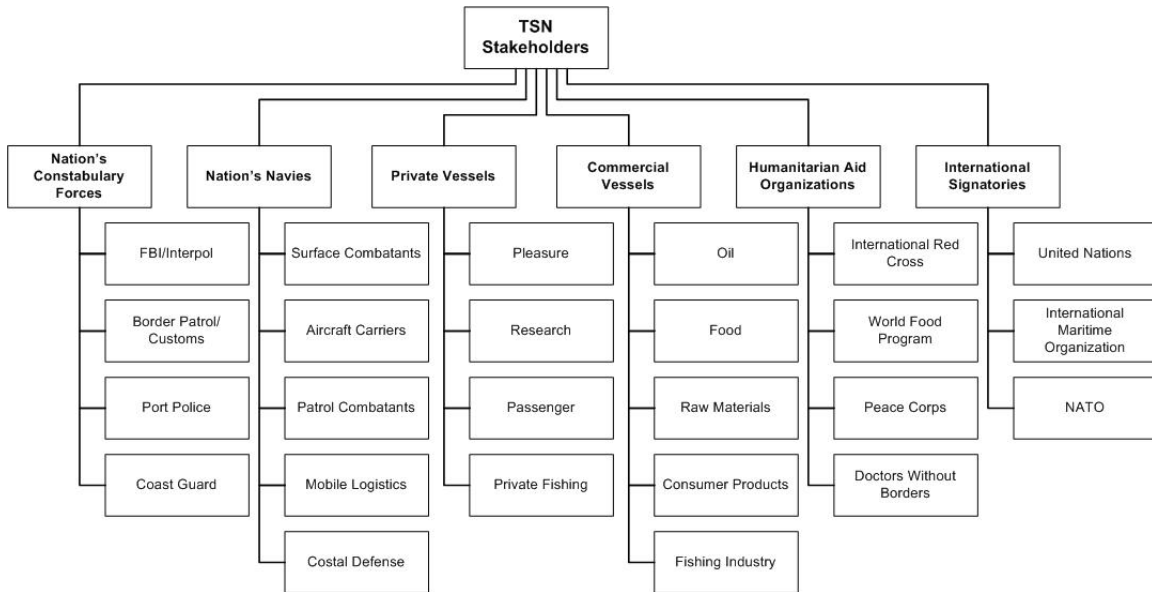 TSN
Stakeholders
Nation's
Constabulary
Forces
Nation's Navies
Private Vessels
Commercial
Vessels
Humanitarian Aid
Organizations
International
Signatories
FBI/Interpol
Border Patrol/
Customs
Port Police
Coast Guard
Surface Combatants
Aircraft Carriers
Patrol Combatants
Mobile Logistics
Costal Defense
Pleasure
Research
Passenger
Private Fishing
Oil
Food
Raw Materials
Consumer Products
Fishing Industry
International Red
Cross
World Food
Program
Peace Corps
Doctors Without
Borders
United Nations
International
Maritime
Organization
NATO